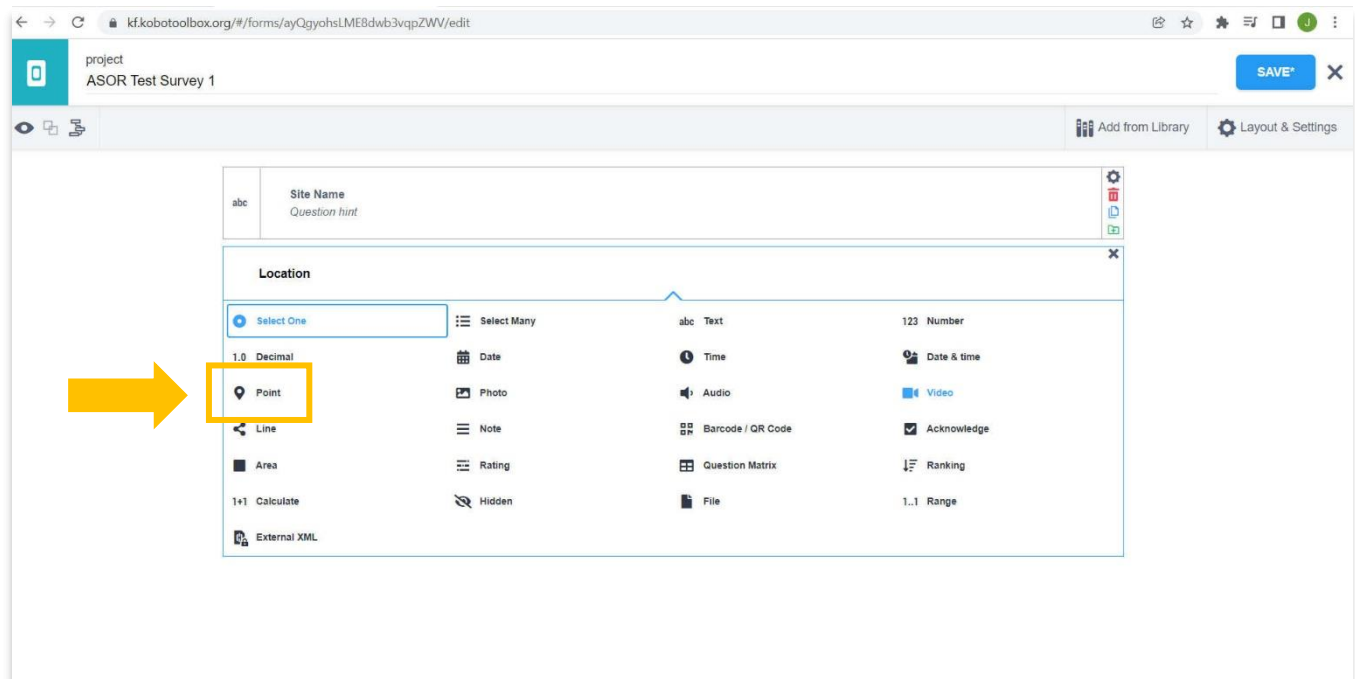 kf.kobotoolbox.org/#/forms/ayQgyohsLME8dwb3vqpZWV/edit
J
project
ASOR Test Survey 1
SAVE*
Add from Library
Layout & Settings
abc
Site Name
Question hint
Location
Select One
Select Many
abc Text
123 Number
1.0 Decimal
Date
Time
Date & time
Point
Photo
Audio
Video
Line
Note
Barcode / QR Code
Acknowledge
Area
Rating
Question Matrix
Ranking
1+1 Calculate
Hidden
File
1..1 Range
External XML